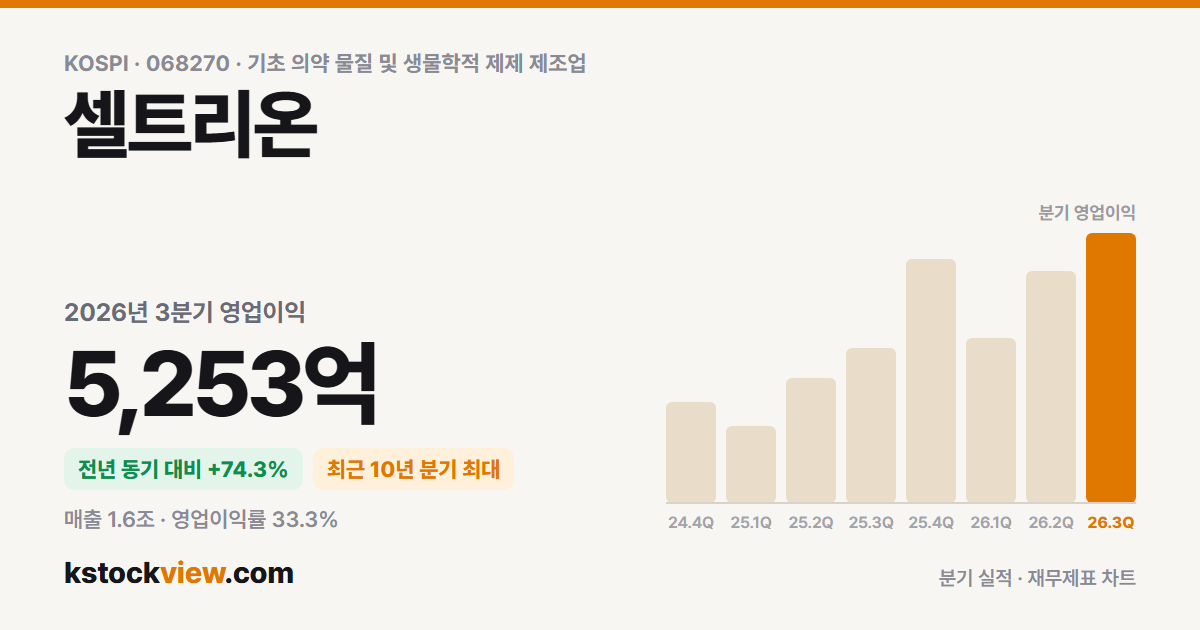 KOSPI · 068270 · 기초 의약 물질 및 생물학적 제제 제조업
셀트리온
분기 영업이익
2026년 3분기 영업이익
5,253억
전년 동기 대비 +74.3%
최근 10년 분기 최대
매출 1.6조 · 영업이익률 33.3%
24.4Q 25.1Q 25.2Q 25.3Q 25.4Q 26.1Q 26.2Q 26.3Q
kstockview.com
분기 실적 · 재무제표 차트